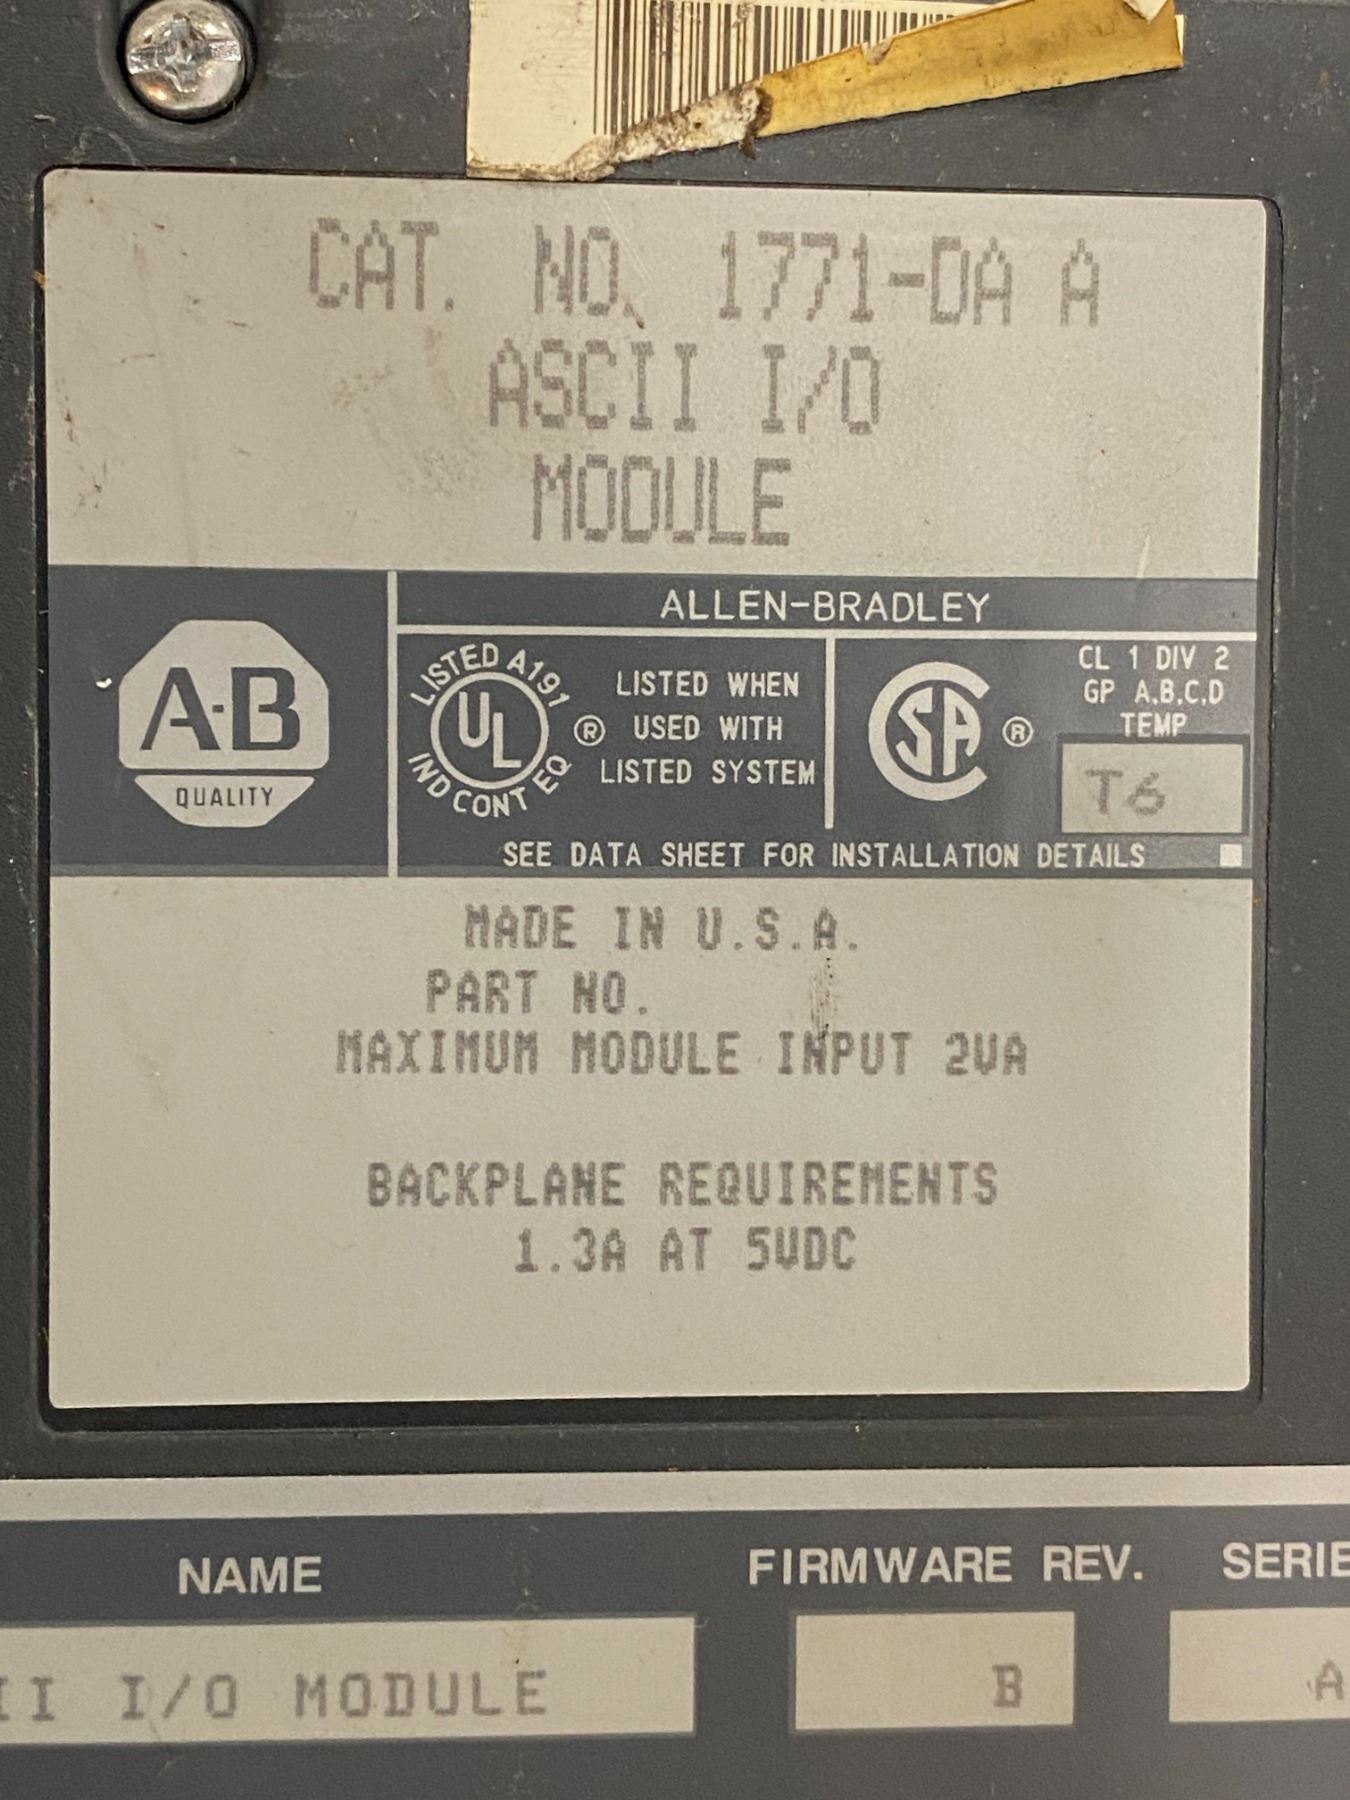 CAT. NO. 1771-DA A
ASCII I/O
MODULE
ALLEN-BRADLEY
A-B
QUALITY
LISTED A191
UL
IND CONT EQ
®
LISTED WHEN
USED WITH
LISTED SYSTEM
SA
®
CL 1 DIV 2
GP A,B,C,D
TEMP
T6
SEE DATA SHEET FOR INSTALLATION DETAILS
MADE IN U.S.A.
PART NO.
MAXIMUM MODULE INPUT 2VA
BACKPLANE REQUIREMENTS
1.3A AT 5VDC
NAME FIRMWARE REV. SERIE
II I/O MODULE B A